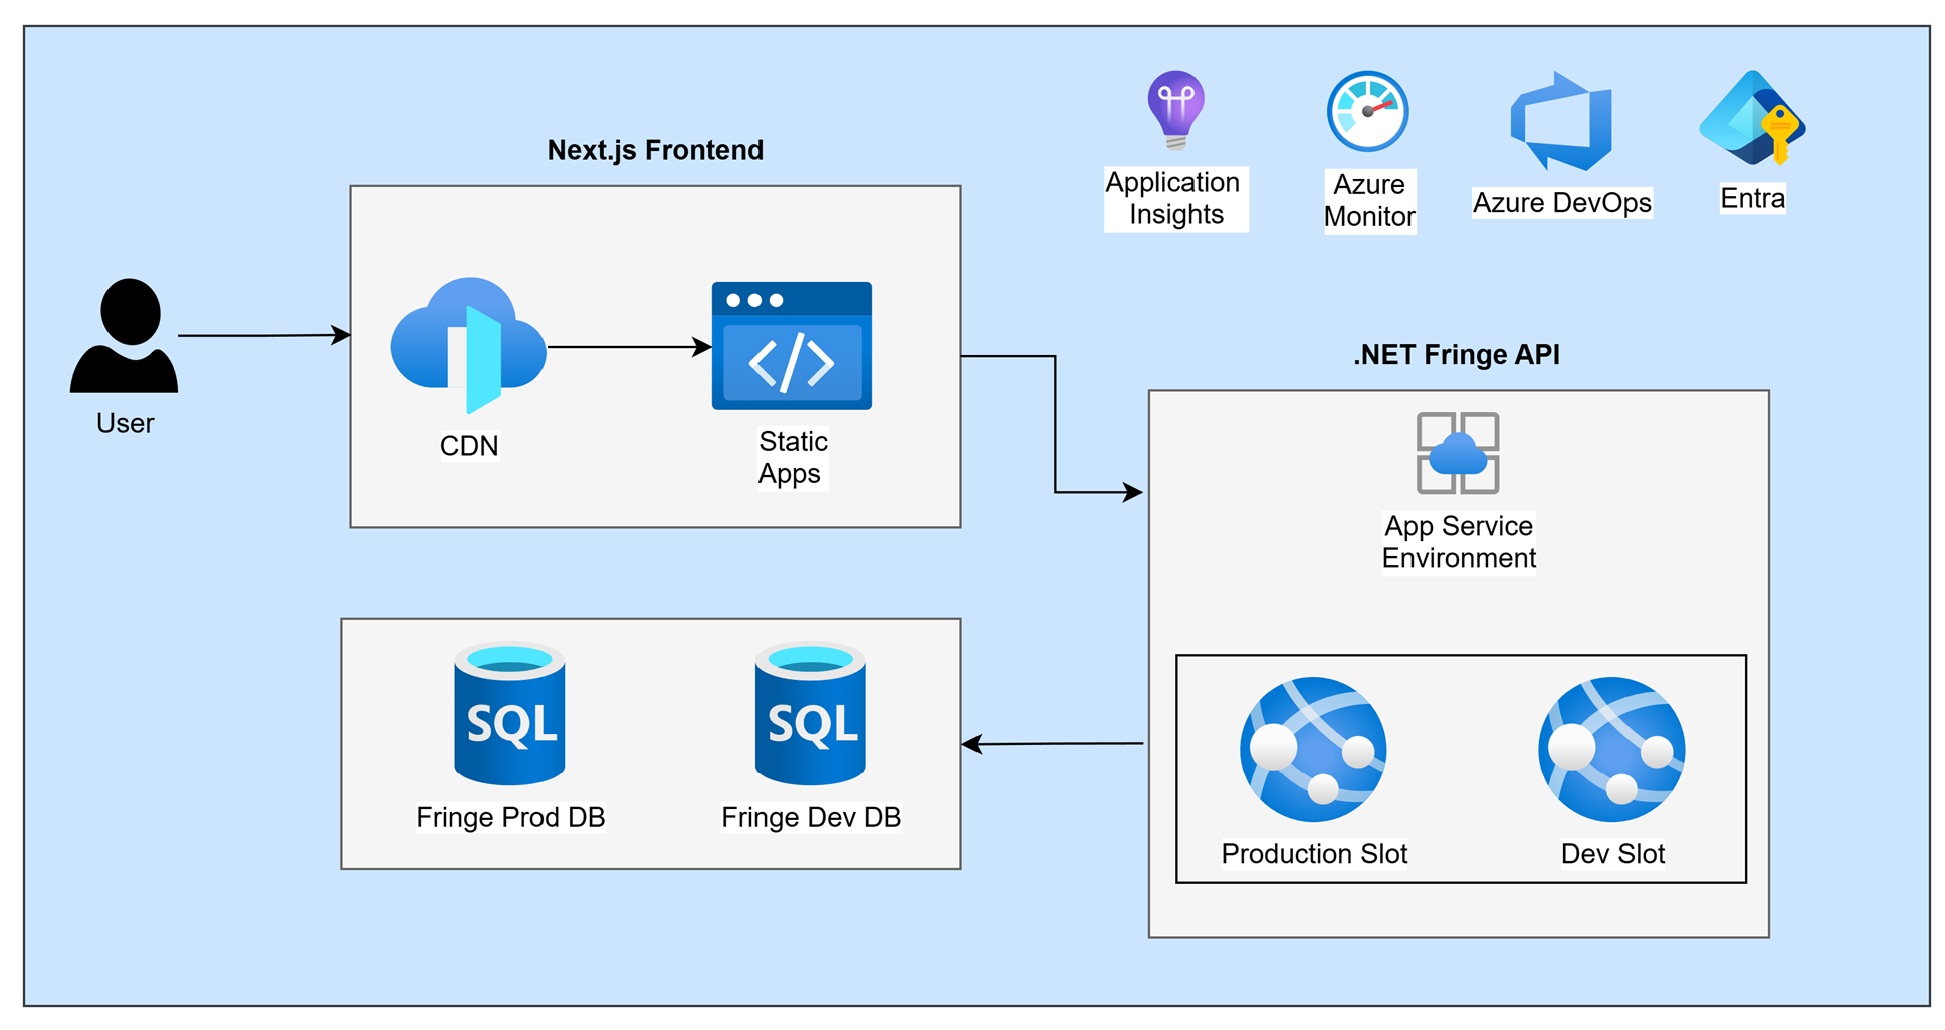 Application
Insights
Azure
Monitor
Azure DevOps
Entra
Next.js Frontend
User
CDN
Static
Apps
.NET Fringe API
App Service
Environment
SQL
SQL
Fringe Prod DB
Fringe Dev DB
Production Slot
Dev Slot